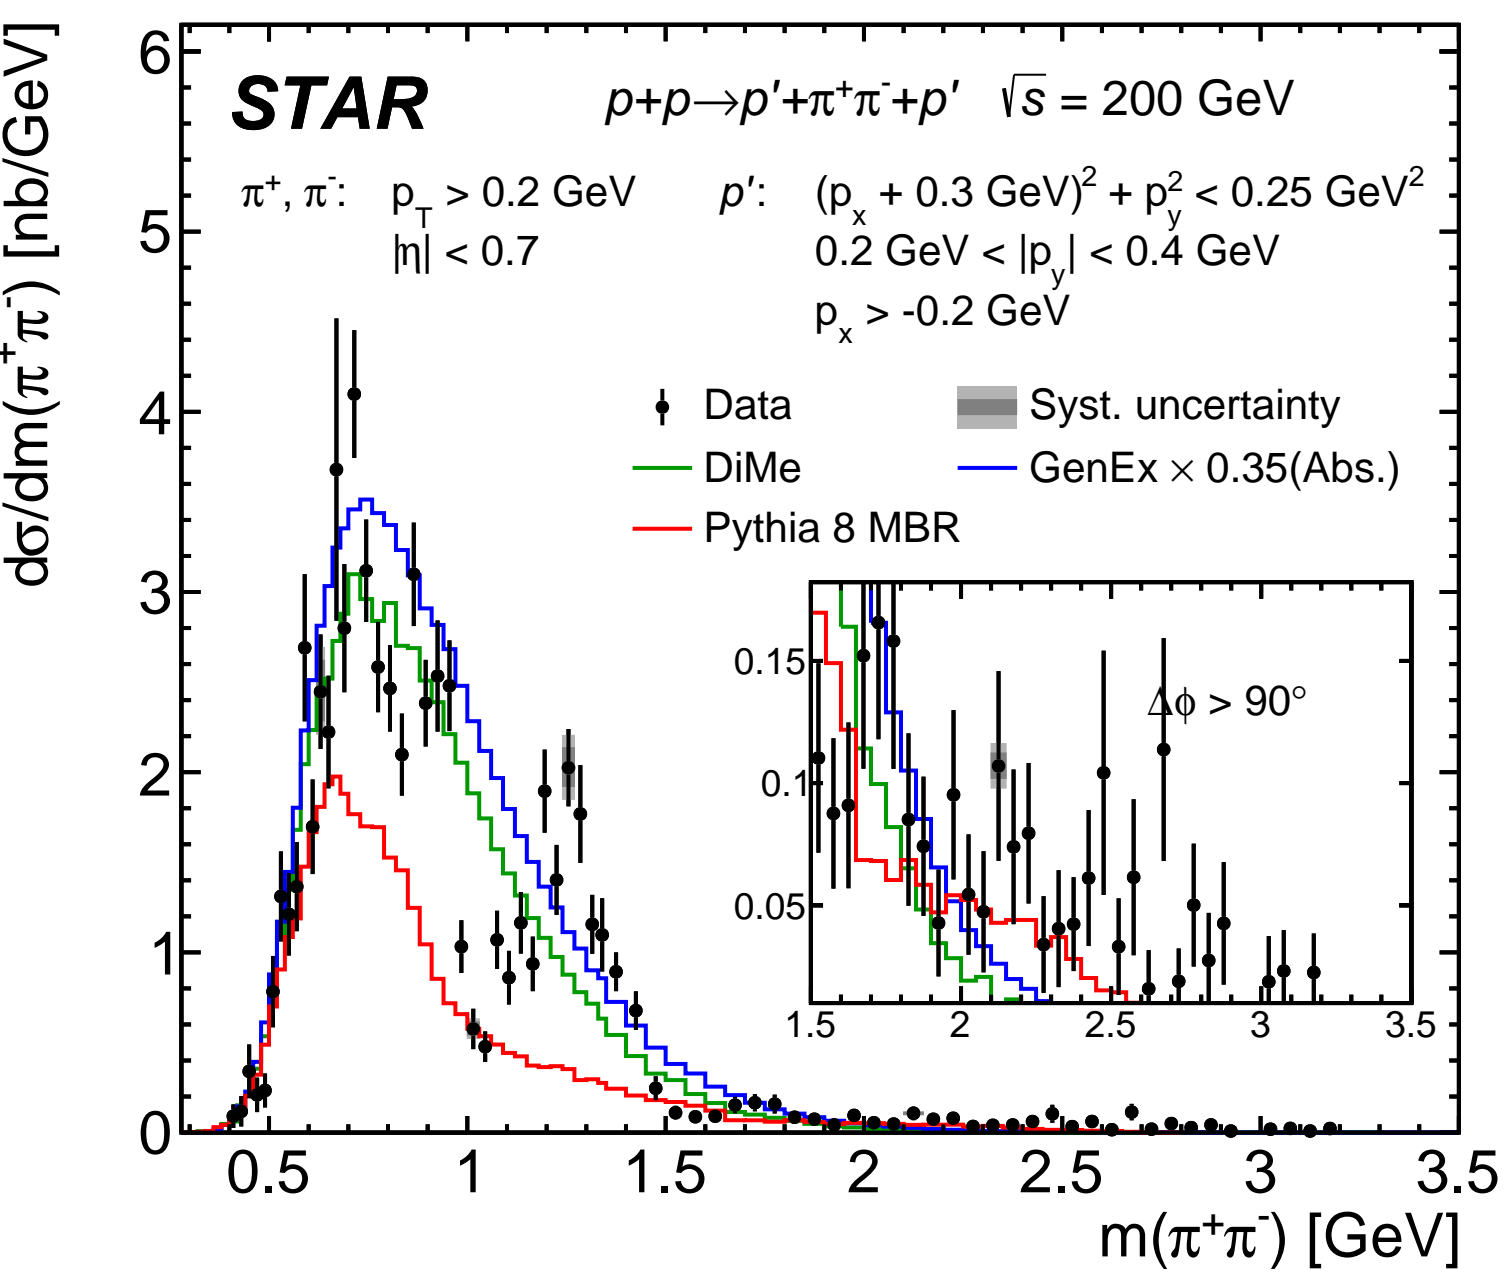 dσ/dm(π⁺π⁻) [nb/GeV]
STAR
p+p→p′+π⁺π⁻+p′ √s = 200 GeV
π⁺, π⁻: p_T > 0.2 GeV p′: (p_x + 0.3 GeV)² + p_y² < 0.25 GeV²
|η| < 0.7 0.2 GeV < |p_y| < 0.4 GeV
p_x > -0.2 GeV
Data Syst. uncertainty
DiMe GenEx × 0.35(Abs.)
Pythia 8 MBR
6
5
4
3
2
1
0
0.5 1 1.5 2 2.5 3 3.5
m(π⁺π⁻) [GeV]
Δϕ > 90°
0.15
0.1
0.05
1.5 2 2.5 3 3.5